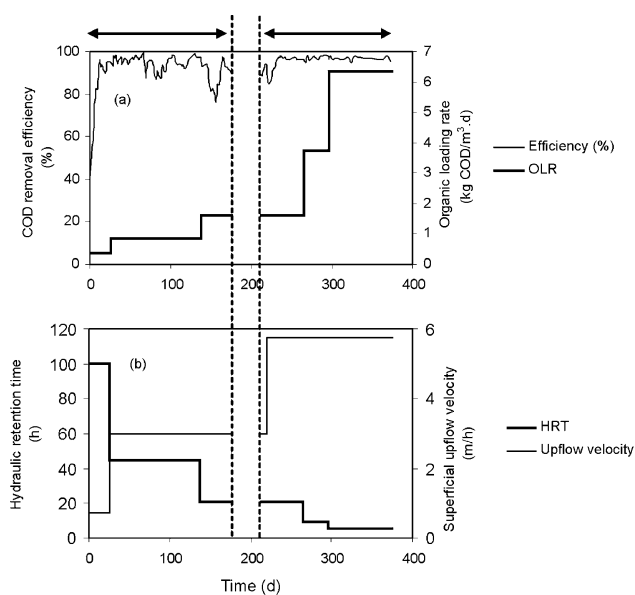 100
80
60
40
20
0
COD removal efficiency
(%)
(a)
7
6
5
4
3
2
1
0
Organic loading rate
(kg COD/m³.d)
Efficiency (%)
OLR
0
100
200
300
400
120
100
80
60
40
20
0
Hydraulic retention time
(h)
(b)
6
4
2
0
Superficial upflow velocity
(m/h)
HRT
Upflow velocity
0
100
200
300
400
Time (d)